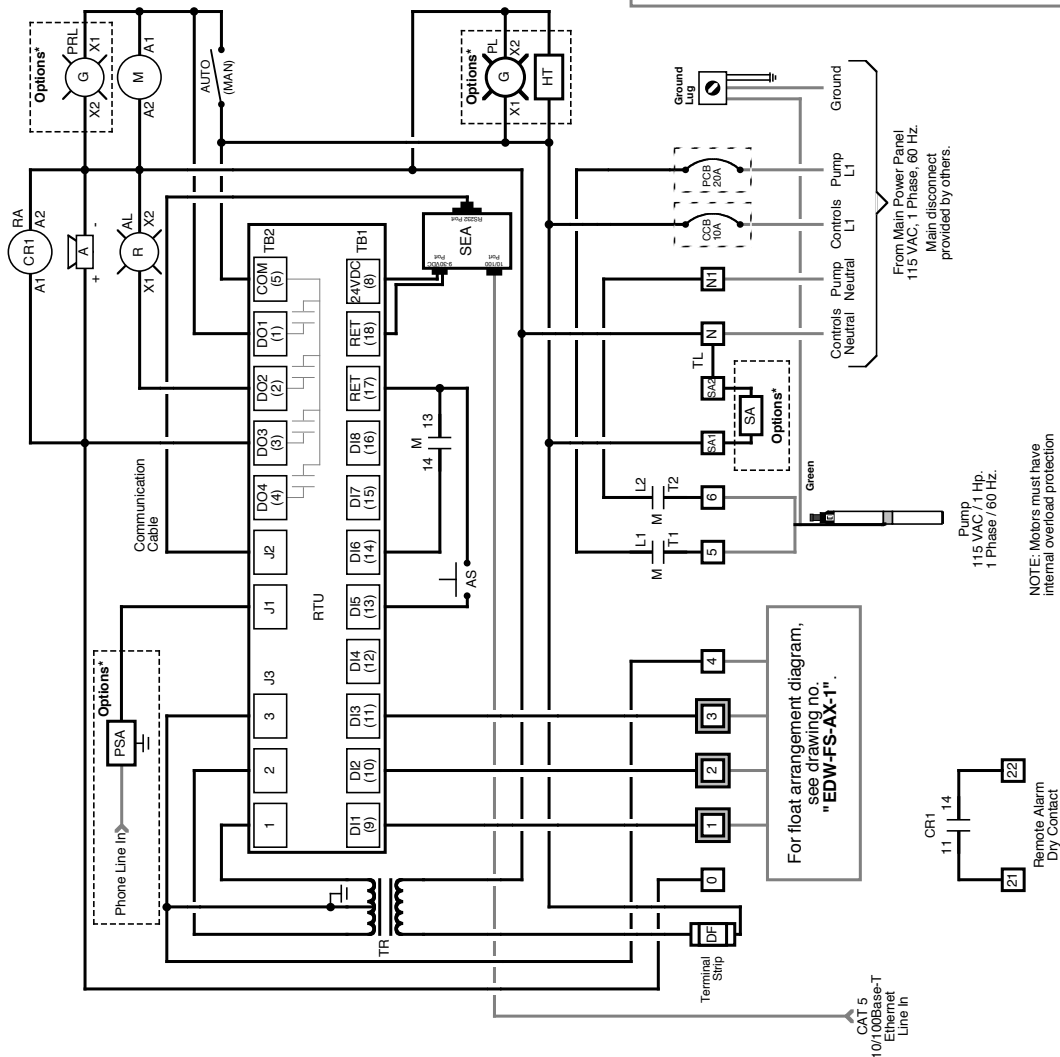 Options*
PRL
X1
G
X2
A1
M
A2
AUTO
(MAN)
RA
A2
CR1
A1
-
A
+
AL
X2
R
X1
Options*
PL
X2
G
X1
HT
Communication
Cable
Options*
PSA
Phone Line In
TB2
COM
(5)
DO1
(1)
DO2
(2)
DO3
(3)
DO4
(4)
J2
J1
J3
3
2
1
RTU
TB1
24VDC
(8)
RET
(18)
RET
(17)
DI8
(16)
DI7
(15)
DI6
(14)
DI5
(13)
DI4
(12)
DI3
(11)
DI2
(10)
DI1
(9)
RS232 Port
SEA
9-30VDC
Port
10/100
Port
13
M
14
AS
TR
Ground
Lug
PCB
20A
CCB
10A
N1
N
TL
SA2
SA1
SA
Options*
Ground
Pump
L1
Controls
L1
Pump
Neutral
Controls
Neutral
From Main Power Panel
115 VAC, 1 Phase, 60 Hz.
Main disconnect
provided by others.
L2
M
T2
L1
M
T1
6
5
Green
Pump
115 VAC / 1 Hp.
1 Phase / 60 Hz.
NOTE: Motors must have
internal overload protection
4
3
2
1
0
For float arrangement diagram,
see drawing no.
"EDW-FS-AX-1".
DF
Terminal
Strip
CAT 5
10/100Base-T
Ethernet
Line In
CR1
11
14
21
22
Remote Alarm
Dry Contact